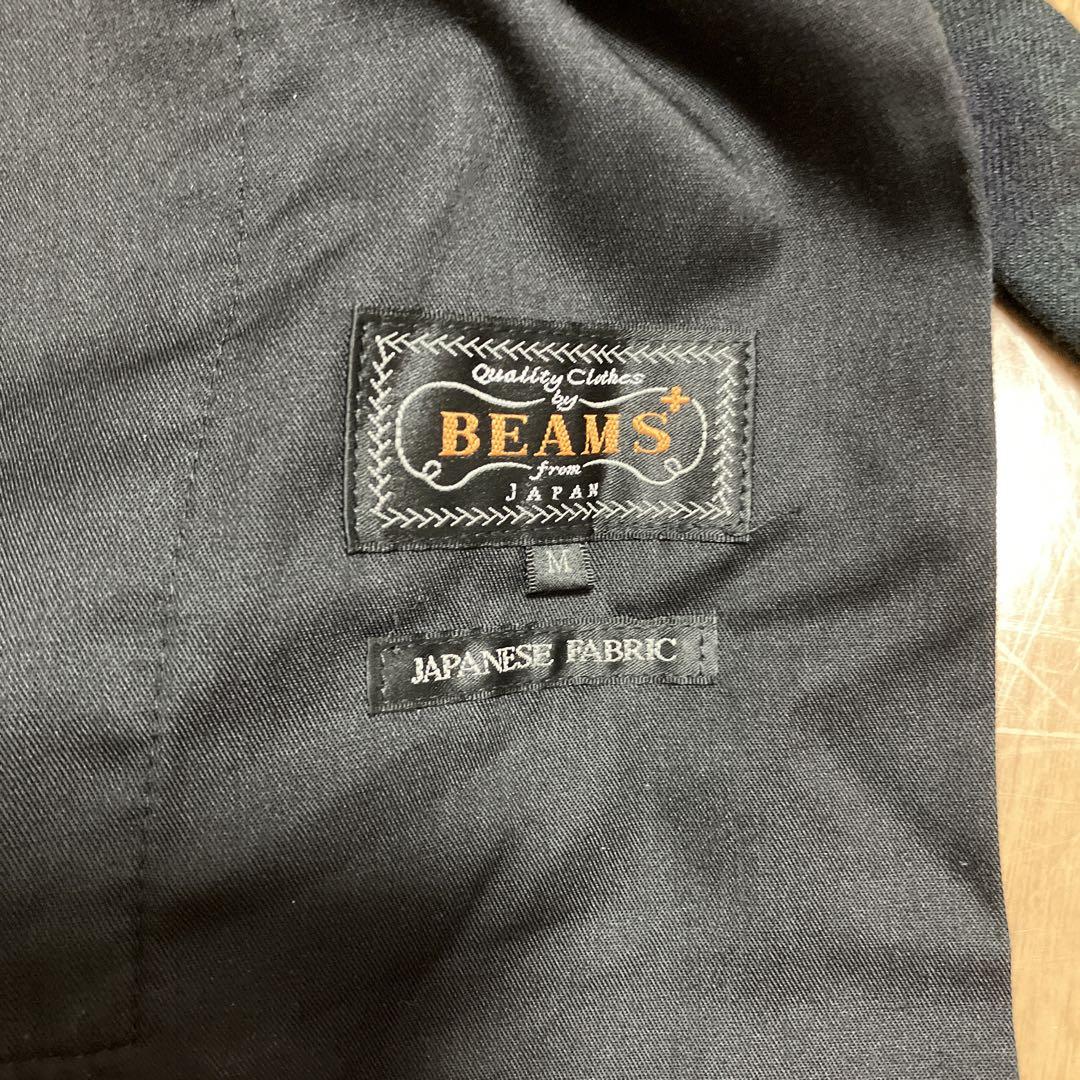 Quality Clothes
by
BEAMS+
from
JAPAN
M
JAPANESE FABRIC